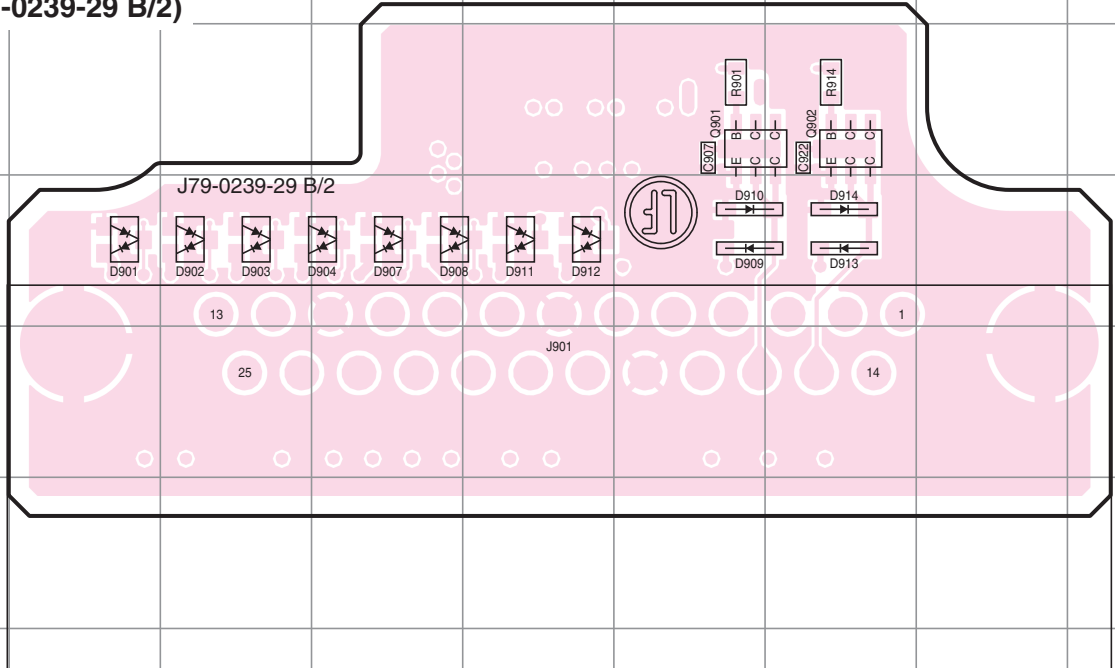 -0239-29 B/2)
R901
R914
Q901
B C C
Q902
B C C
C907
E C C
C922
E C C
J79-0239-29 B/2
D910
D914
LF
D901
D902
D903
D904
D907
D908
D911
D912
D909
D913
13
1
J901
25
14